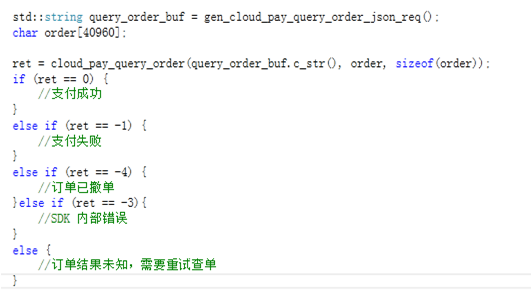 std::string query_order_buf = gen_cloud_pay_query_order_json_req();
char order[40960];
ret = cloud_pay_query_order(query_order_buf.c_str(), order, sizeof(order));
if (ret == 0) {
//支付成功
}
else if (ret == -1) {
//支付失败
}
else if (ret == -4) {
//订单已撤单
}else if (ret == -3){
//SDK 内部错误
}
else {
//订单结果未知，需要重试查单
}